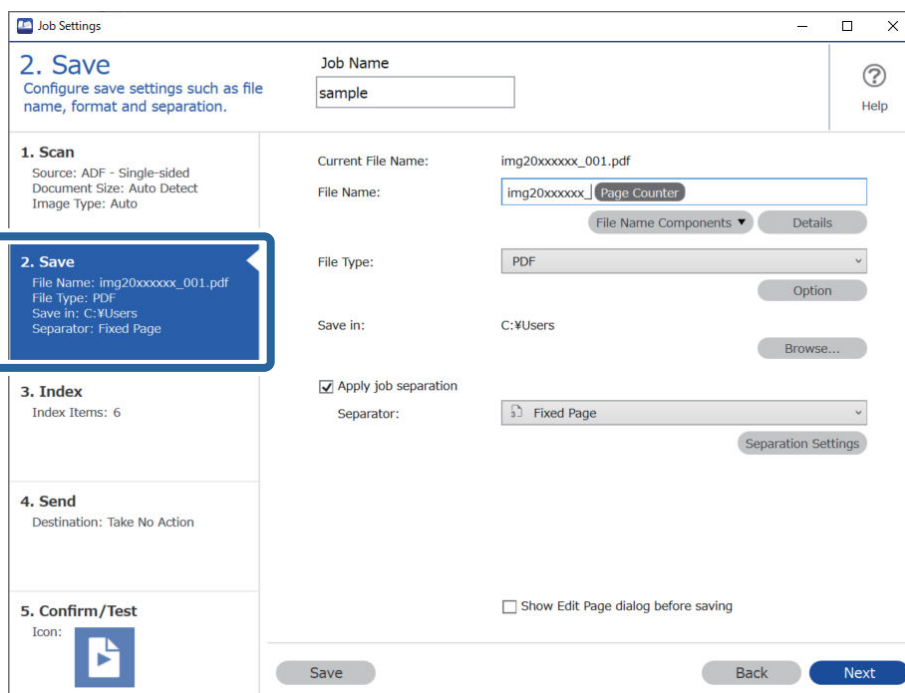 Job Settings
2. Save
Configure save settings such as file
name, format and separation.
Job Name
sample
?
Help
1. Scan
Source: ADF - Single-sided
Document Size: Auto Detect
Image Type: Auto
2. Save
File Name: img20xxxxxx_001.pdf
File Type: PDF
Save in: C:¥Users
Separator: Fixed Page
3. Index
Index Items: 6
4. Send
Destination: Take No Action
5. Confirm/Test
Icon:
Current File Name: img20xxxxxx_001.pdf
File Name: img20xxxxxx_ Page Counter
File Name Components ▼ Details
File Type: PDF
Option
Save in: C:¥Users
Browse...
Apply job separation
Separator: 3 Fixed Page
Separation Settings
Show Edit Page dialog before saving
Save Back Next